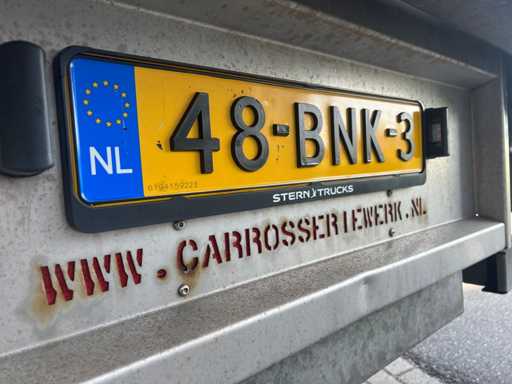 48-BNK-3
NL
STERN TRUCKS
WWW.CARROSSERIEWERK.NL